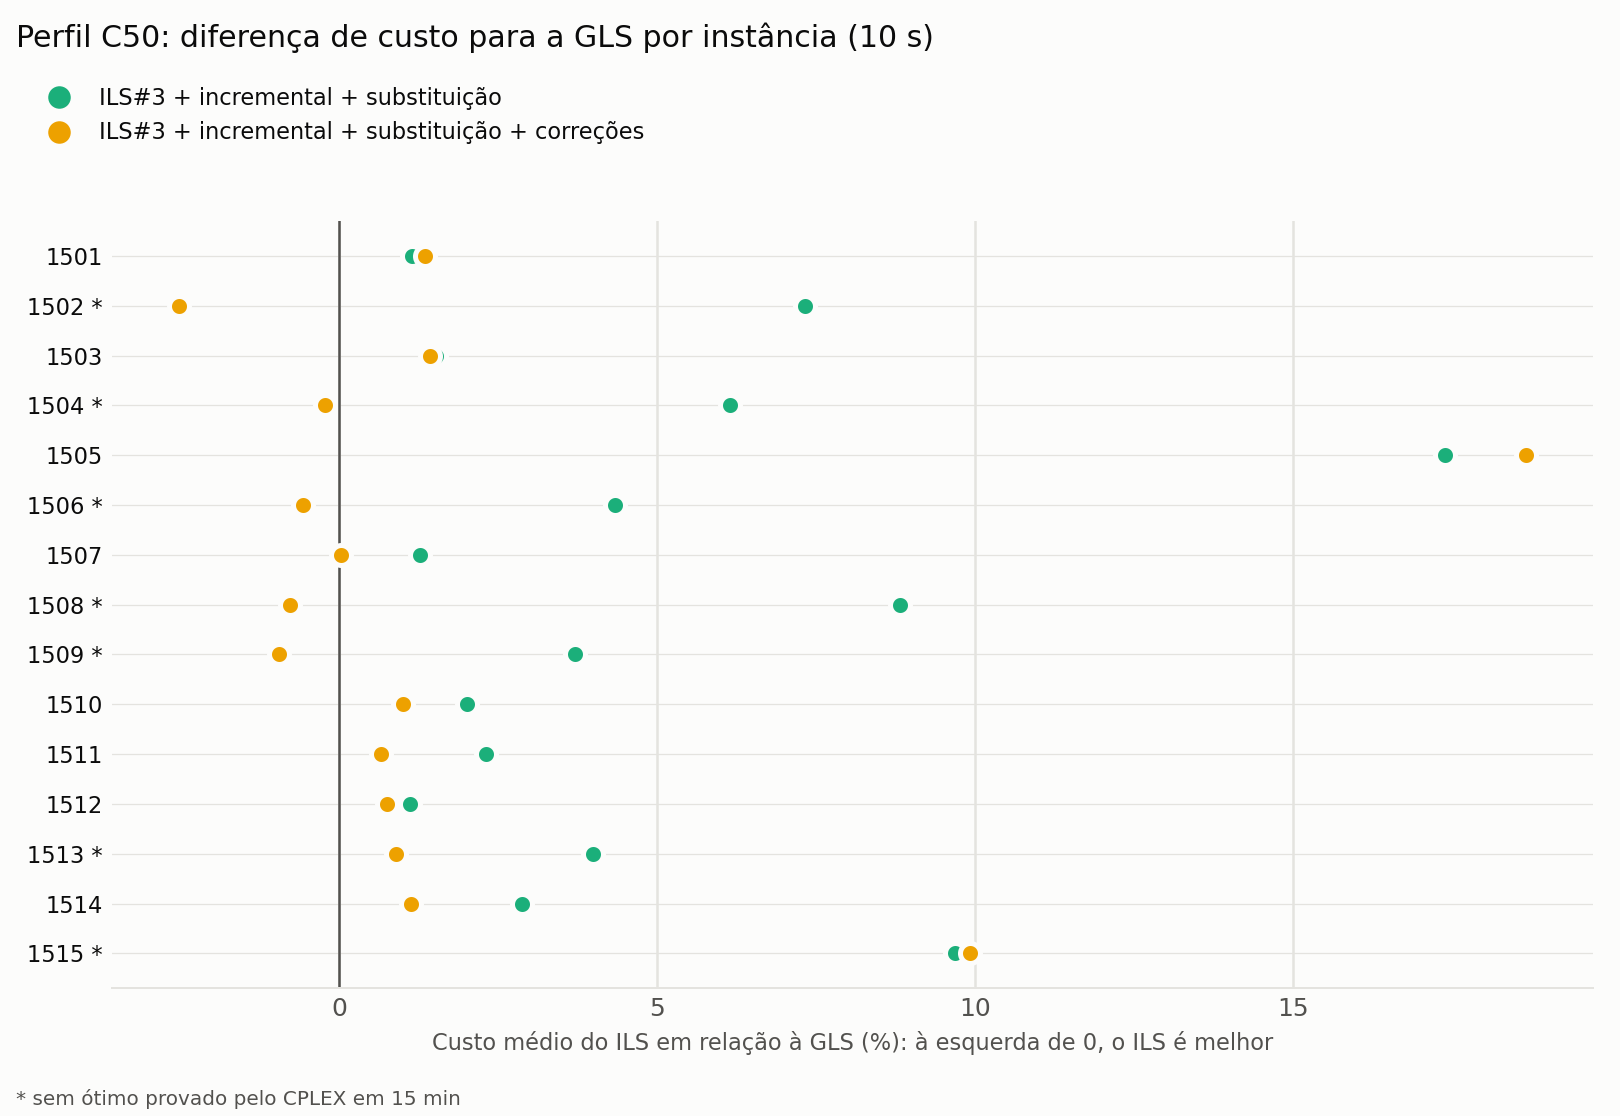 Perfil C50: diferença de custo para a GLS por instância (10 s)
ILS#3 + incremental + substituição
ILS#3 + incremental + substituição + correções
1501
1502 *
1503
1504 *
1505
1506 *
1507
1508 *
1509 *
1510
1511
1512
1513 *
1514
1515 *
0 5 10 15
Custo médio do ILS em relação à GLS (%): à esquerda de 0, o ILS é melhor
* sem ótimo provado pelo CPLEX em 15 min